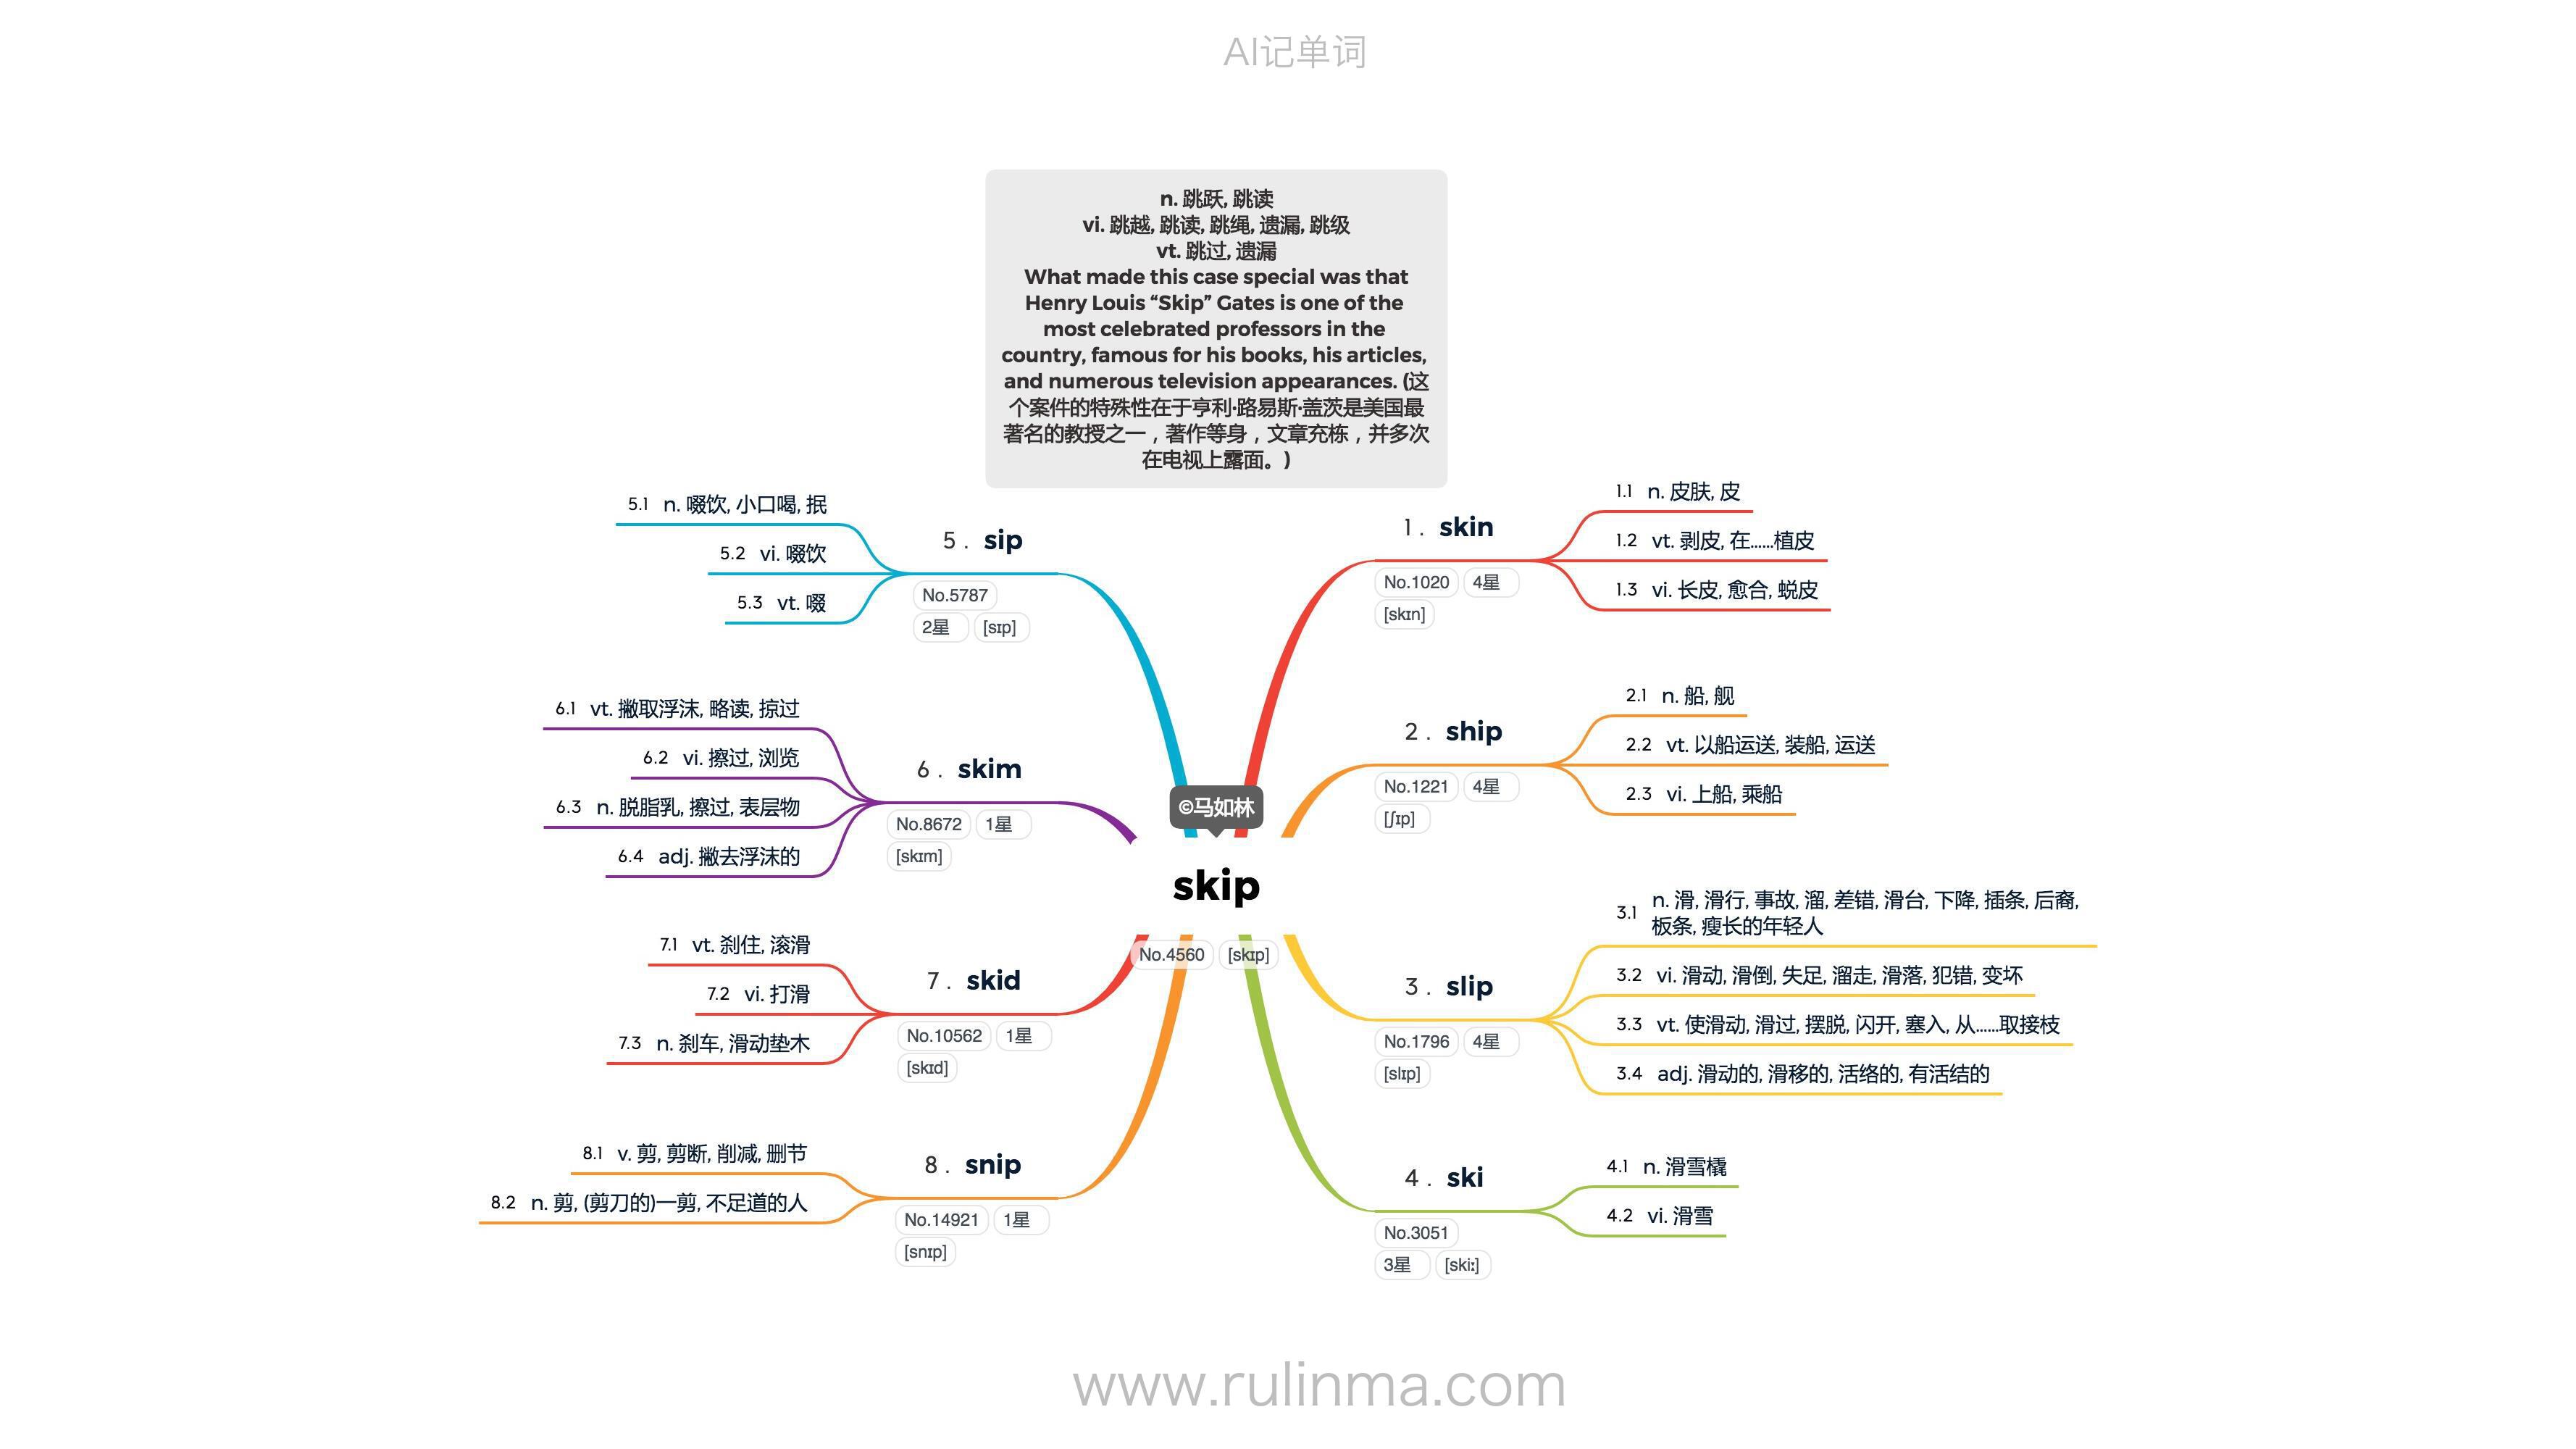 AI记单词
n. 跳跃, 跳读
vi. 跳越, 跳读, 跳绳, 遗漏, 跳级
vt. 跳过, 遗漏
What made this case special was that
Henry Louis “Skip” Gates is one of the
most celebrated professors in the
country, famous for his books, his articles,
and numerous television appearances. (这
个案件的特殊性在于亨利·路易斯·盖茨是美国最
著名的教授之一，著作等身，文章充栋，并多次
在电视上露面。)
©马如林
skip
No.4560 [skɪp]
1. skin
No.1020 4星
[skɪn]
1.1 n. 皮肤, 皮
1.2 vt. 剥皮, 在……植皮
1.3 vi. 长皮, 愈合, 蜕皮
2. ship
No.1221 4星
[ʃɪp]
2.1 n. 船, 舰
2.2 vt. 以船运送, 装船, 运送
2.3 vi. 上船, 乘船
3. slip
No.1796 4星
[slɪp]
3.1 n. 滑, 滑行, 事故, 溜, 差错, 滑台, 下降, 插条, 后裔,
板条, 瘦长的年轻人
3.2 vi. 滑动, 滑倒, 失足, 溜走, 滑落, 犯错, 变坏
3.3 vt. 使滑动, 滑过, 摆脱, 闪开, 塞入, 从……取接枝
3.4 adj. 滑动的, 滑移的, 活络的, 有活结的
4. ski
No.3051
3星 [skiː]
4.1 n. 滑雪橇
4.2 vi. 滑雪
5. sip
No.5787
2星 [sɪp]
5.1 n. 啜饮, 小口喝, 抿
5.2 vi. 啜饮
5.3 vt. 啜
6. skim
No.8672 1星
[skɪm]
6.1 vt. 撇取浮沫, 略读, 掠过
6.2 vi. 擦过, 浏览
6.3 n. 脱脂乳, 擦过, 表层物
6.4 adj. 撇去浮沫的
7. skid
No.10562 1星
[skɪd]
7.1 vt. 刹住, 滚滑
7.2 vi. 打滑
7.3 n. 刹车, 滑动垫木
8. snip
No.14921 1星
[snɪp]
8.1 v. 剪, 剪断, 削减, 删节
8.2 n. 剪, (剪刀的)一剪, 不足道的人
www.rulinma.com